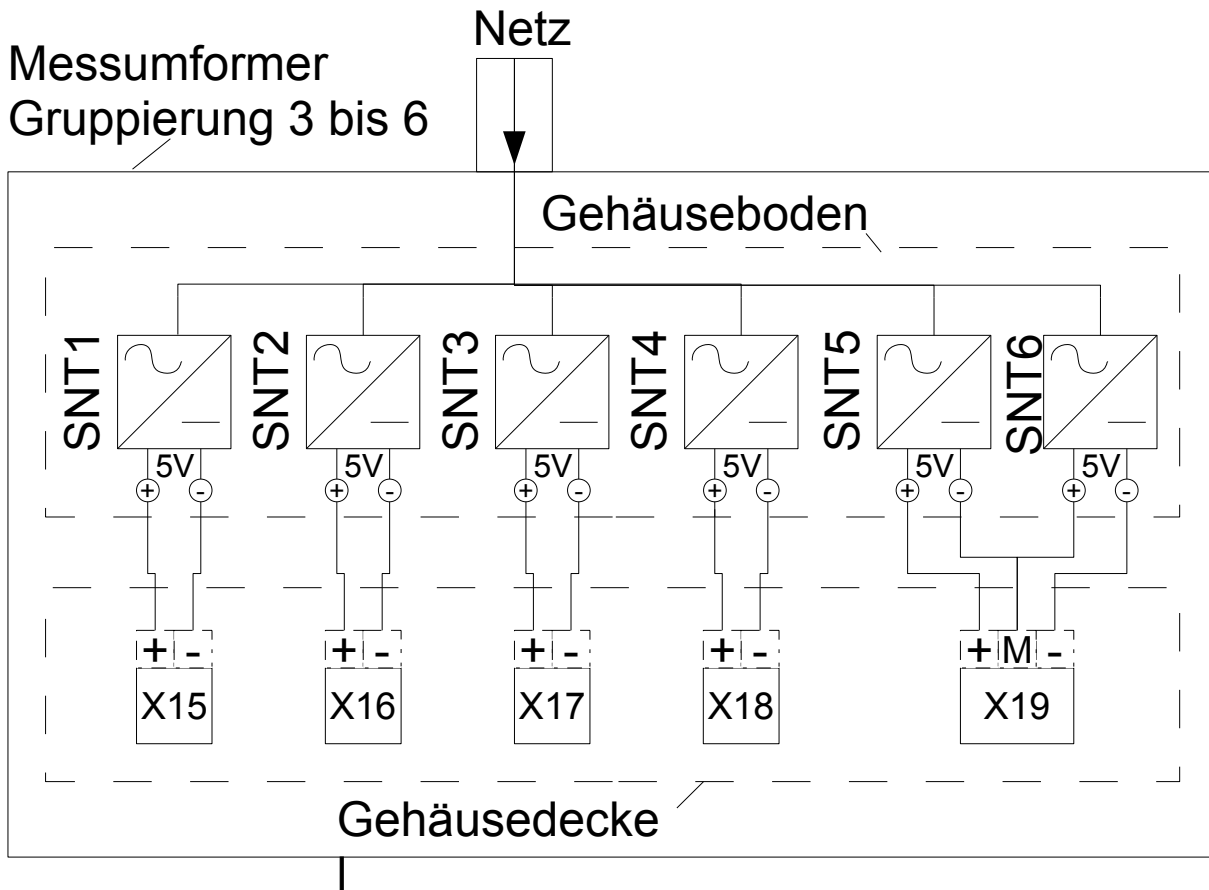 Netz
Messumformer
Gruppierung 3 bis 6
Gehäuseboden
SNT1
SNT2
SNT3
SNT4
SNT5
SNT6
5V 5V 5V 5V 5V 5V
+ - + - + - + - + - + -
+ - + - + - + - + M -
X15 X16 X17 X18 X19
Gehäusedecke